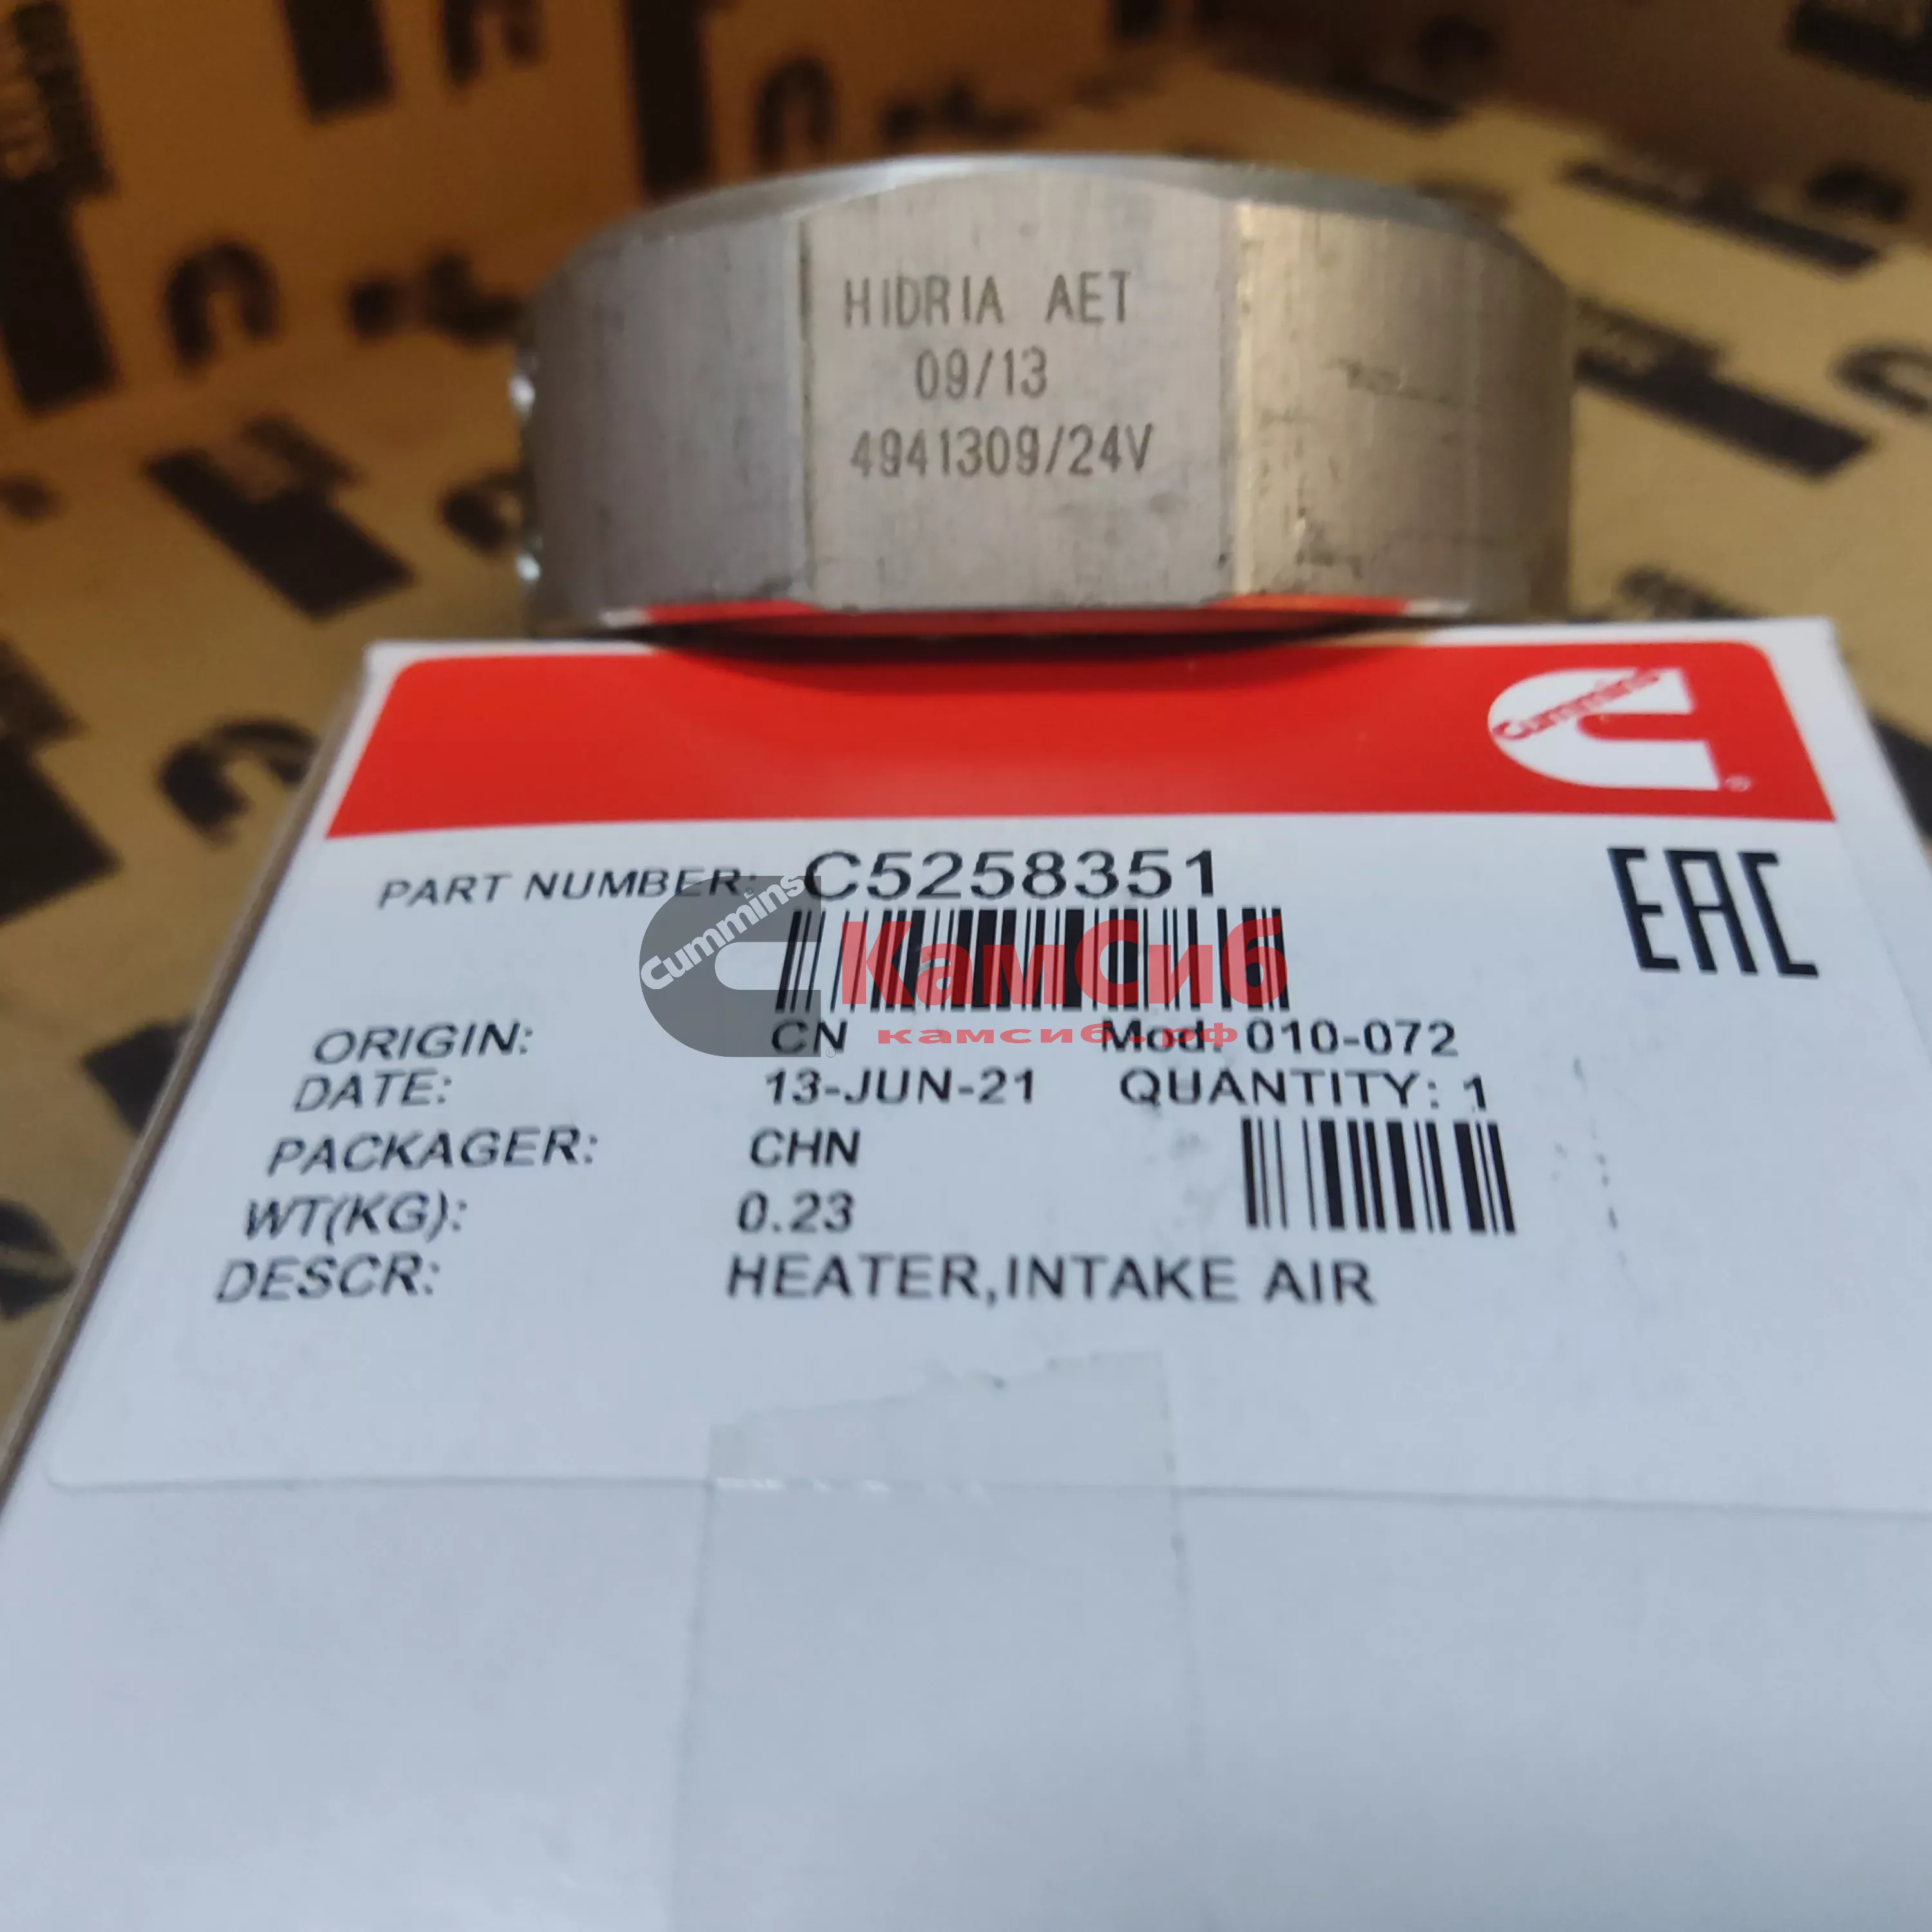 HIDRIA AET
09/13
4941309/24V
Cummins
®
PART NUMBER: C5258351
EAC
Cummins
КамСиб
камсиб.рф
ORIGIN: CN Mod. 010-072
DATE: 13-JUN-21 QUANTITY: 1
PACKAGER: CHN
WT(KG): 0.23
DESCR: HEATER,INTAKE AIR